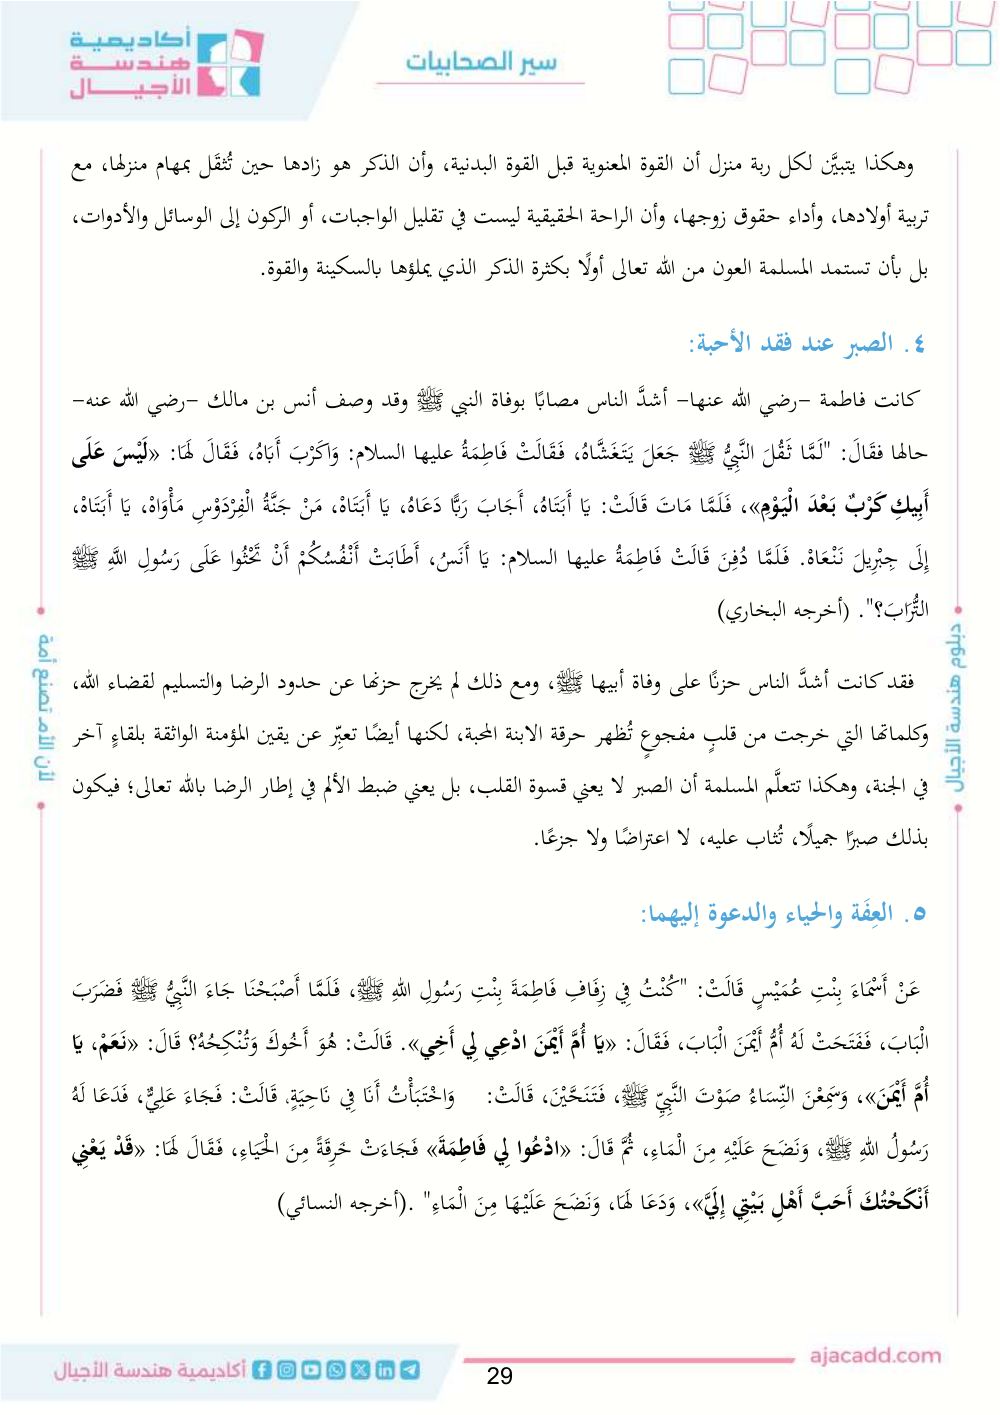 أكاديمية
هندسة
الأجيال
سير الصحابيات
وهكذا يتبيَّن لكل ربة منزل أن القوة المعنوية قبل القوة البدنية، وأن الذكر هو زادها حين تُثقَل بمهام منزلها، مع
تربية أولادها، وأداء حقوق زوجها، وأن الراحة الحقيقية ليست في تقليل الواجبات، أو الركون إلى الوسائل والأدوات،
بل بأن تستمد المسلمة العون من الله تعالى أولًا بكثرة الذكر الذي يملؤها بالسكينة والقوة.
٤. الصبر عند فقد الأحبة:
كانت فاطمة -رضي الله عنها- أشدَّ الناس مصابًا بوفاة النبي ﷺ وقد وصف أنس بن مالك -رضي الله عنه-
حالها فقَالَ: "لَمَّا ثَقُلَ النَّبِيُّ ﷺ جَعَلَ يَتَغَشَّاهُ، فَقَالَتْ فَاطِمَةُ عليها السلام: وَاكَرْبَ أَبَاهُ، فَقَالَ لَهَا: «لَيْسَ عَلَى
أَبِيكِ كَرْبٌ بَعْدَ الْيَوْمِ»، فَلَمَّا مَاتَ قَالَتْ: يَا أَبَتَاهُ، أَجَابَ رَبًّا دَعَاهُ، يَا أَبَتَاهْ، مَنْ جَنَّةُ الْفِرْدَوْسِ مَأْوَاهْ، يَا أَبَتَاهْ،
إِلَى جِبْرِيلَ نَنْعَاهْ. فَلَمَّا دُفِنَ قَالَتْ فَاطِمَةُ عليها السلام: يَا أَنَسُ، أَطَابَتْ أَنْفُسُكُمْ أَنْ تَحْثُوا عَلَى رَسُولِ اللَّهِ ﷺ
التُّرَابَ؟". (أخرجه البخاري)
فقد كانت أشدَّ الناس حزنًا على وفاة أبيها ﷺ، ومع ذلك لم يخرج حزنها عن حدود الرضا والتسليم لقضاء الله،
وكلماتها التي خرجت من قلبٍ مفجوعٍ تُظهر حرقة الابنة المحبة، لكنها أيضًا تعبِّر عن يقين المؤمنة الواثقة بلقاءٍ آخر
في الجنة، وهكذا تتعلَّم المسلمة أن الصبر لا يعني قسوة القلب، بل يعني ضبط الألم في إطار الرضا بالله تعالى؛ فيكون
بذلك صبرًا جميلًا، تُثاب عليه، لا اعتراضًا ولا جزعًا.
٥. العِفَة والحياء والدعوة إليهما:
عَنْ أَسْمَاءَ بِنْتِ عُمَيْسٍ قَالَتْ: "كُنْتُ فِي زِفَافِ فَاطِمَةَ بِنْتِ رَسُولِ اللهِ ﷺ، فَلَمَّا أَصْبَحْنَا جَاءَ النَّبِيُّ ﷺ فَضَرَبَ
الْبَابَ، فَفَتَحَتْ لَهُ أُمُّ أَيْمَنَ الْبَابَ، فَقَالَ: «يَا أُمَّ أَيْمَنَ ادْعِي لِي أَخِي». قَالَتْ: هُوَ أَخُوكَ وَتُنْكِحُهُ؟ قَالَ: «نَعَمْ، يَا
أُمَّ أَيْمَنَ»، وَسَمِعْنَ النِّسَاءُ صَوْتَ النَّبِيِّ ﷺ، فَتَنَحَّيْنَ، قَالَتْ: وَاخْتَبَأْتُ أَنَا فِي نَاحِيَةٍ. قَالَتْ: فَجَاءَ عَلِيٌّ، فَدَعَا لَهُ
رَسُولُ اللهِ ﷺ، وَنَضَحَ عَلَيْهِ مِنَ الْمَاءِ، ثُمَّ قَالَ: «ادْعُوا لِي فَاطِمَةَ» فَجَاءَتْ خَرِقَةً مِنَ الْحَيَاءِ، فَقَالَ لَهَا: «قَدْ يَعْنِي
أَنْكَحْتُكَ أَحَبَّ أَهْلِ بَيْتِي إِلَيَّ»، وَدَعَا لَهَا، وَنَضَحَ عَلَيْهَا مِنَ الْمَاءِ" .(أخرجه النسائي)
دبلوم هندسة الأجيال
لأن الأم تصنع أمة
ajacadd.com
29
أكاديمية هندسة الأجيال